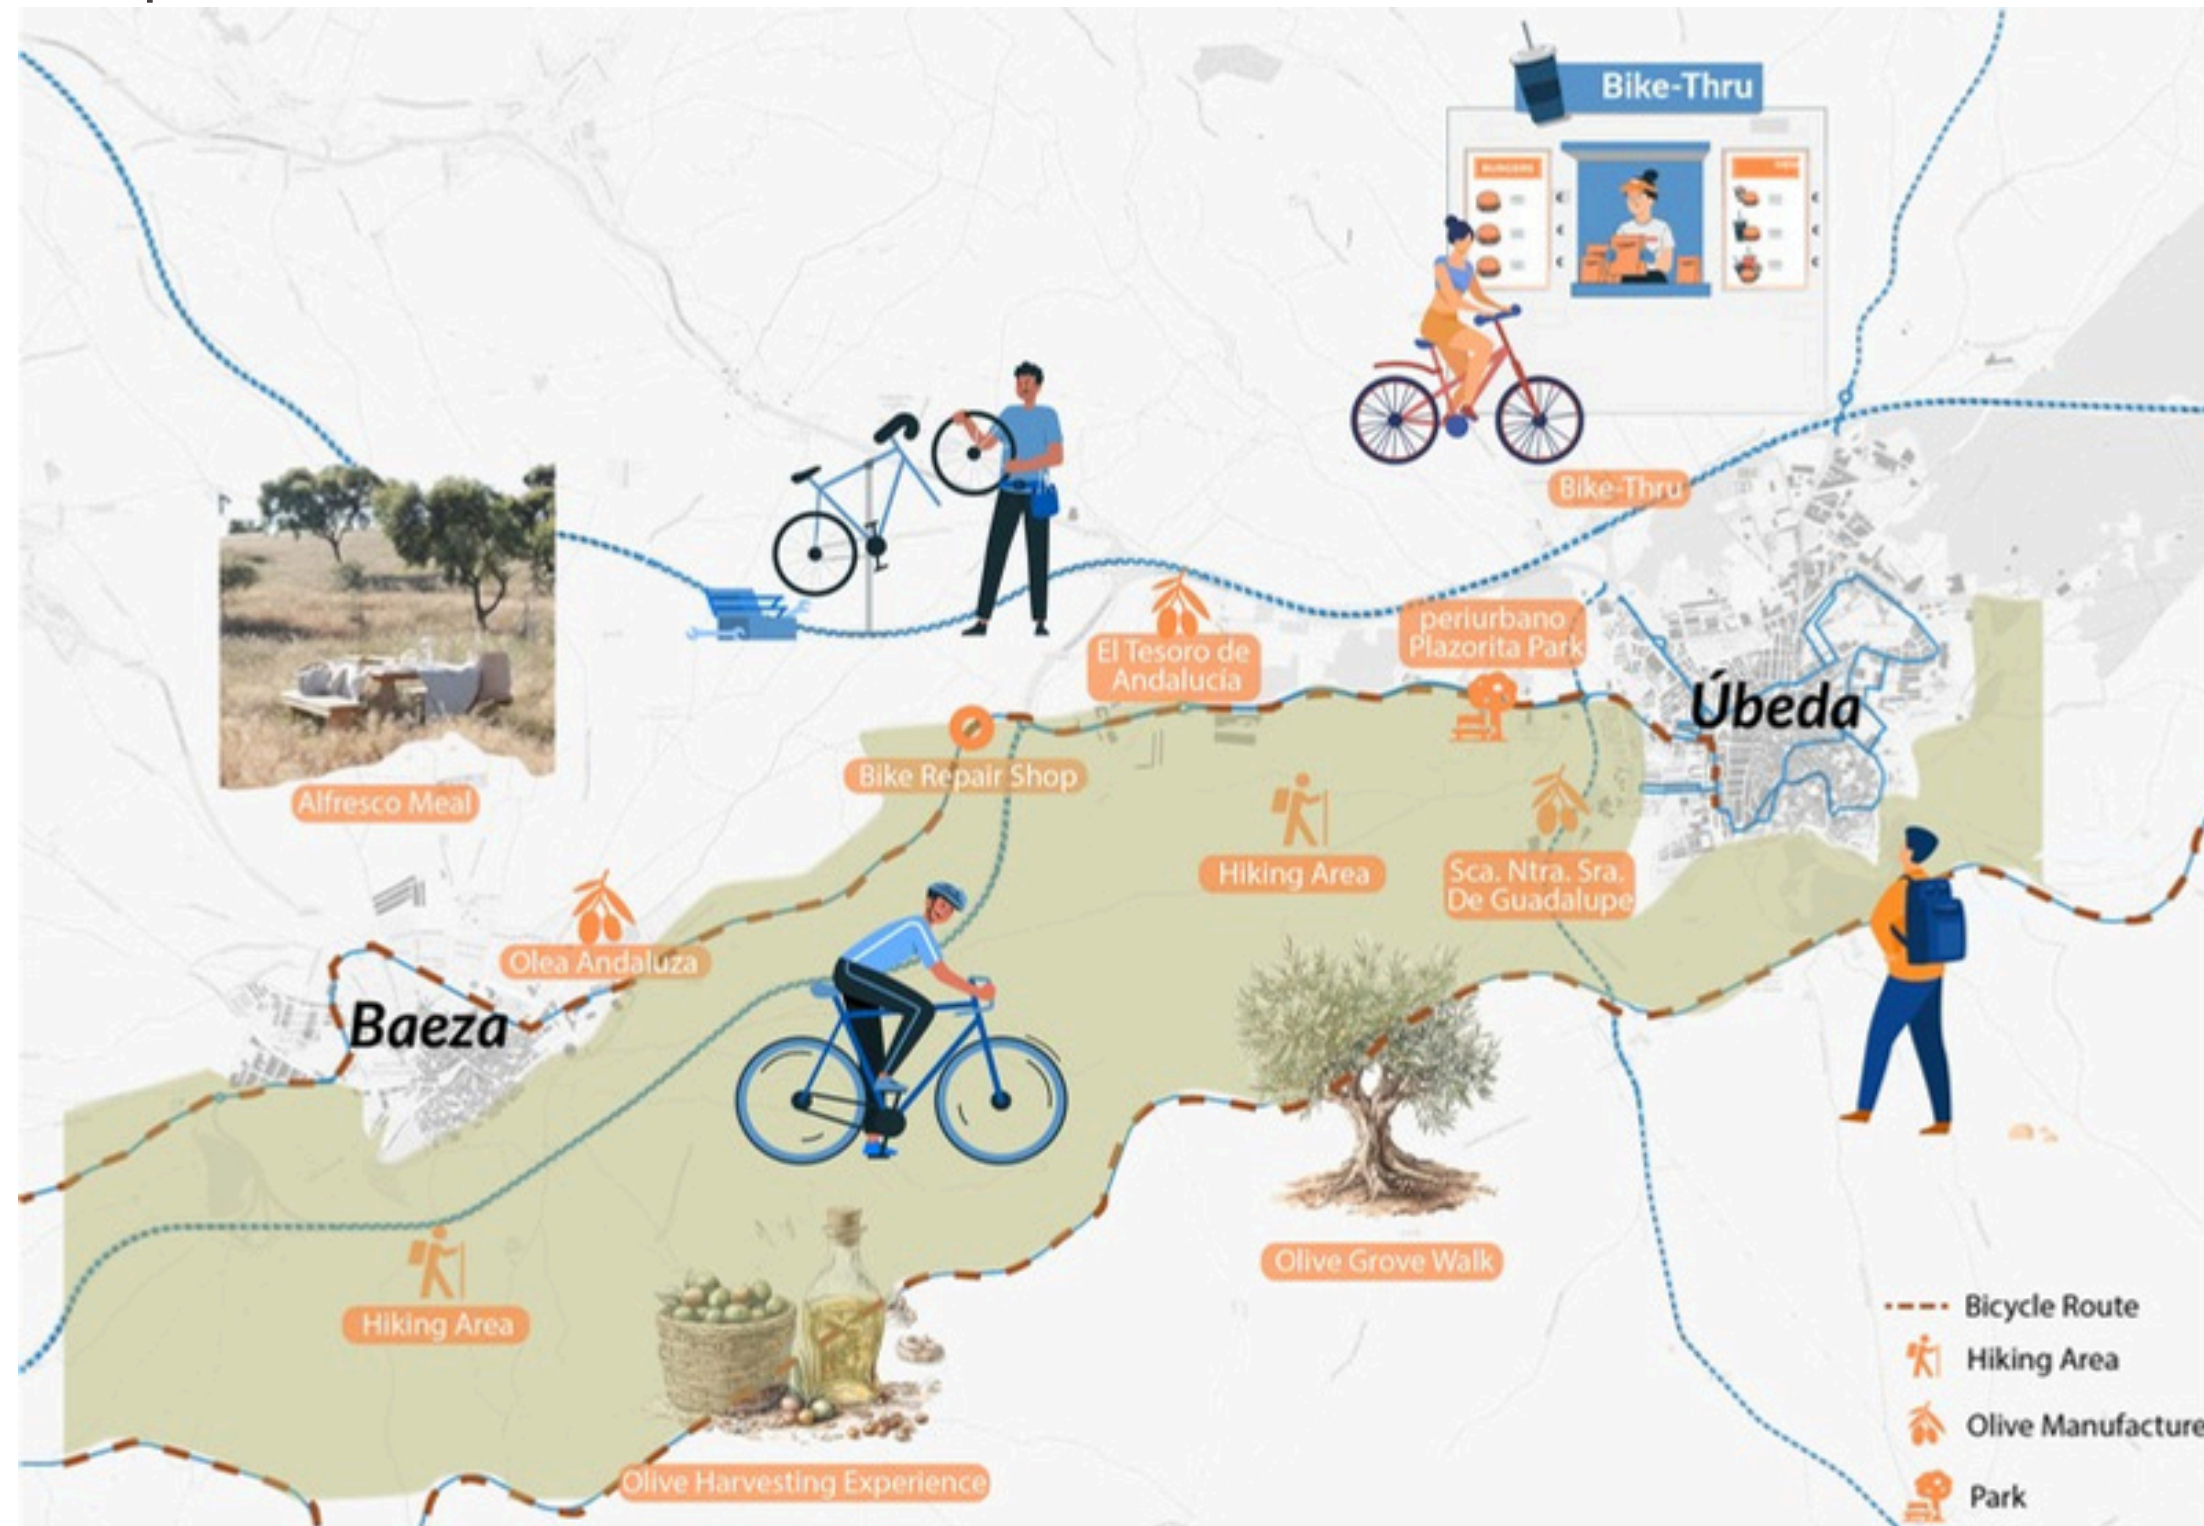 Bike-Thru
BURGERS
Bike-Thru
periurbano
Plazorita Park
El Tesoro de
Andalucía
Úbeda
Bike Repair Shop
Alfresco Meal
Hiking Area
Sca. Ntra. Sra.
De Guadalupe
Olea Andaluza
Baeza
Olive Grove Walk
Hiking Area
Olive Harvesting Experience
Bicycle Route
Hiking Area
Olive Manufacture
Park